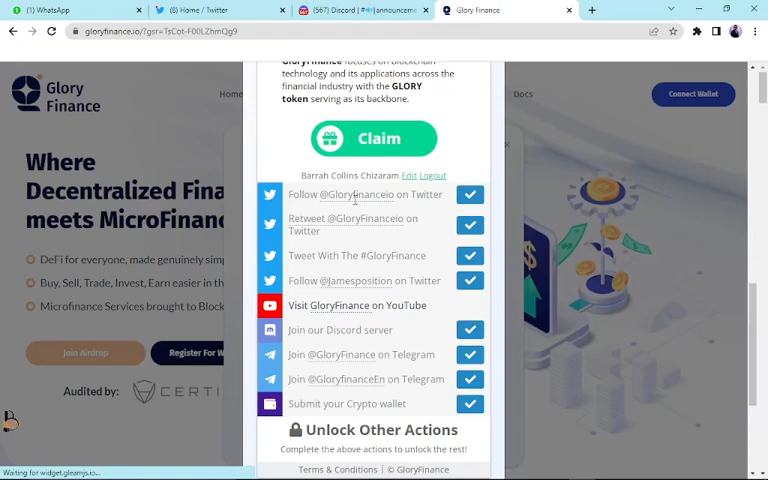 (1) WhatsApp
(8) Home / Twitter
(567) Discord | #📢|announceme
Glory Finance
gloryfinance.io/?gsr=TsCot-F00LZhmQg9
Glory
Finance
Home
Docs
Connect Wallet
GloryFinance focuses on blockchain
technology and its applications across the
financial industry with the GLORY
token serving as its backbone.
Claim
Barrah Collins Chizaram Edit Logout
Follow @Gloryfinanceio on Twitter
Retweet @GloryFinanceio on
Twitter
Tweet With The #GloryFinance
Follow @Jamesposition on Twitter
Visit GloryFinance on YouTube
Join our Discord server
Join @GloryFinance on Telegram
Join @GloryfinanceEn on Telegram
Submit your Crypto wallet
Unlock Other Actions
Complete the above actions to unlock the rest!
Terms & Conditions | © GloryFinance
Where
Decentralized Fina
meets MicroFinanc
DeFi for everyone, made genuinely simp
Buy, Sell, Trade, Invest, Earn easier in th
Microfinance Services brought to Block
Join Airdrop
Register For W
Audited by:
CERTI
Waiting for widget.gleamjs.io...